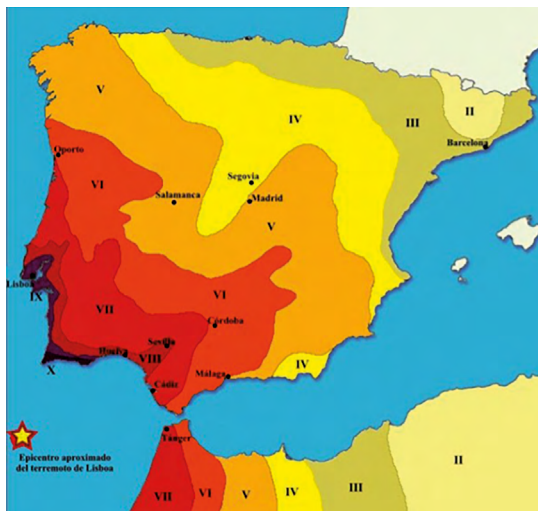 V
IV
III
II
Oporto
Barcelona
VI
Segovia
Salamanca
Madrid
V
Lisboa
IX
VII
VI
Córdoba
Sevilla
Huelva
VIII
IV
X
Málaga
Cádiz
Tánger
Epicentro aproximado
del terremoto de Lisboa
VII
VI
V
IV
III
II